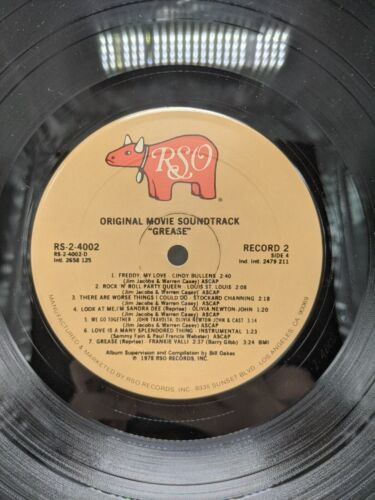 RSO
ORIGINAL MOVIE SOUNDTRACK
"GREASE"
RS-2-4002
RS-2-4002-D
Int. 2658 125
RECORD 2
SIDE 4
Ind. Int. 2479 211
1. FREDDY, MY LOVE - CINDY BULLENS 2:40
(Jim Jacobs & Warren Casey) ASCAP
2. ROCK 'N' ROLL PARTY QUEEN - LOUIS ST. LOUIS 2:08
(Jim Jacobs & Warren Casey) ASCAP
3. THERE ARE WORSE THINGS I COULD DO - STOCKARD CHANNING 2:18
(Jim Jacobs & Warren Casey) ASCAP
4. LOOK AT ME I'M SANDRA DEE (Reprise) - OLIVIA NEWTON-JOHN 1:20
(Jim Jacobs & Warren Casey) ASCAP
5. WE GO TOGETHER - JOHN TRAVOLTA, OLIVIA NEWTON-JOHN & CAST 3:14
(Jim Jacobs & Warren Casey) ASCAP
6. LOVE IS A MANY SPLENDORED THING - INSTRUMENTAL 1:23
(Sammy Fain & Paul Francis Webster) ASCAP
7. GREASE (Reprise) - FRANKIE VALLI (Barry Gibb) 3:24 BMI
Album Supervision and Compilation by Bill Oakes
℗ 1978 RSO RECORDS, INC.
MANUFACTURED & MARKETED BY RSO RECORDS, INC. 8335 SUNSET BLVD., LOS ANGELES, CA. 90069